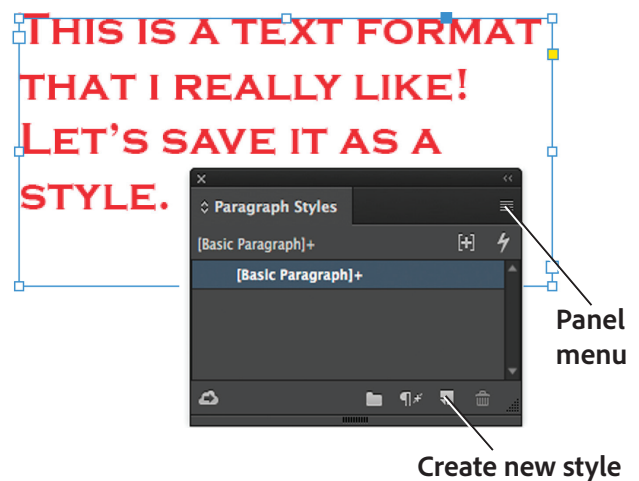 This is a text format
that i really like!
Let’s save it as a
style.
Paragraph Styles
[Basic Paragraph]+
[Basic Paragraph]+
Panel
menu
Create new style